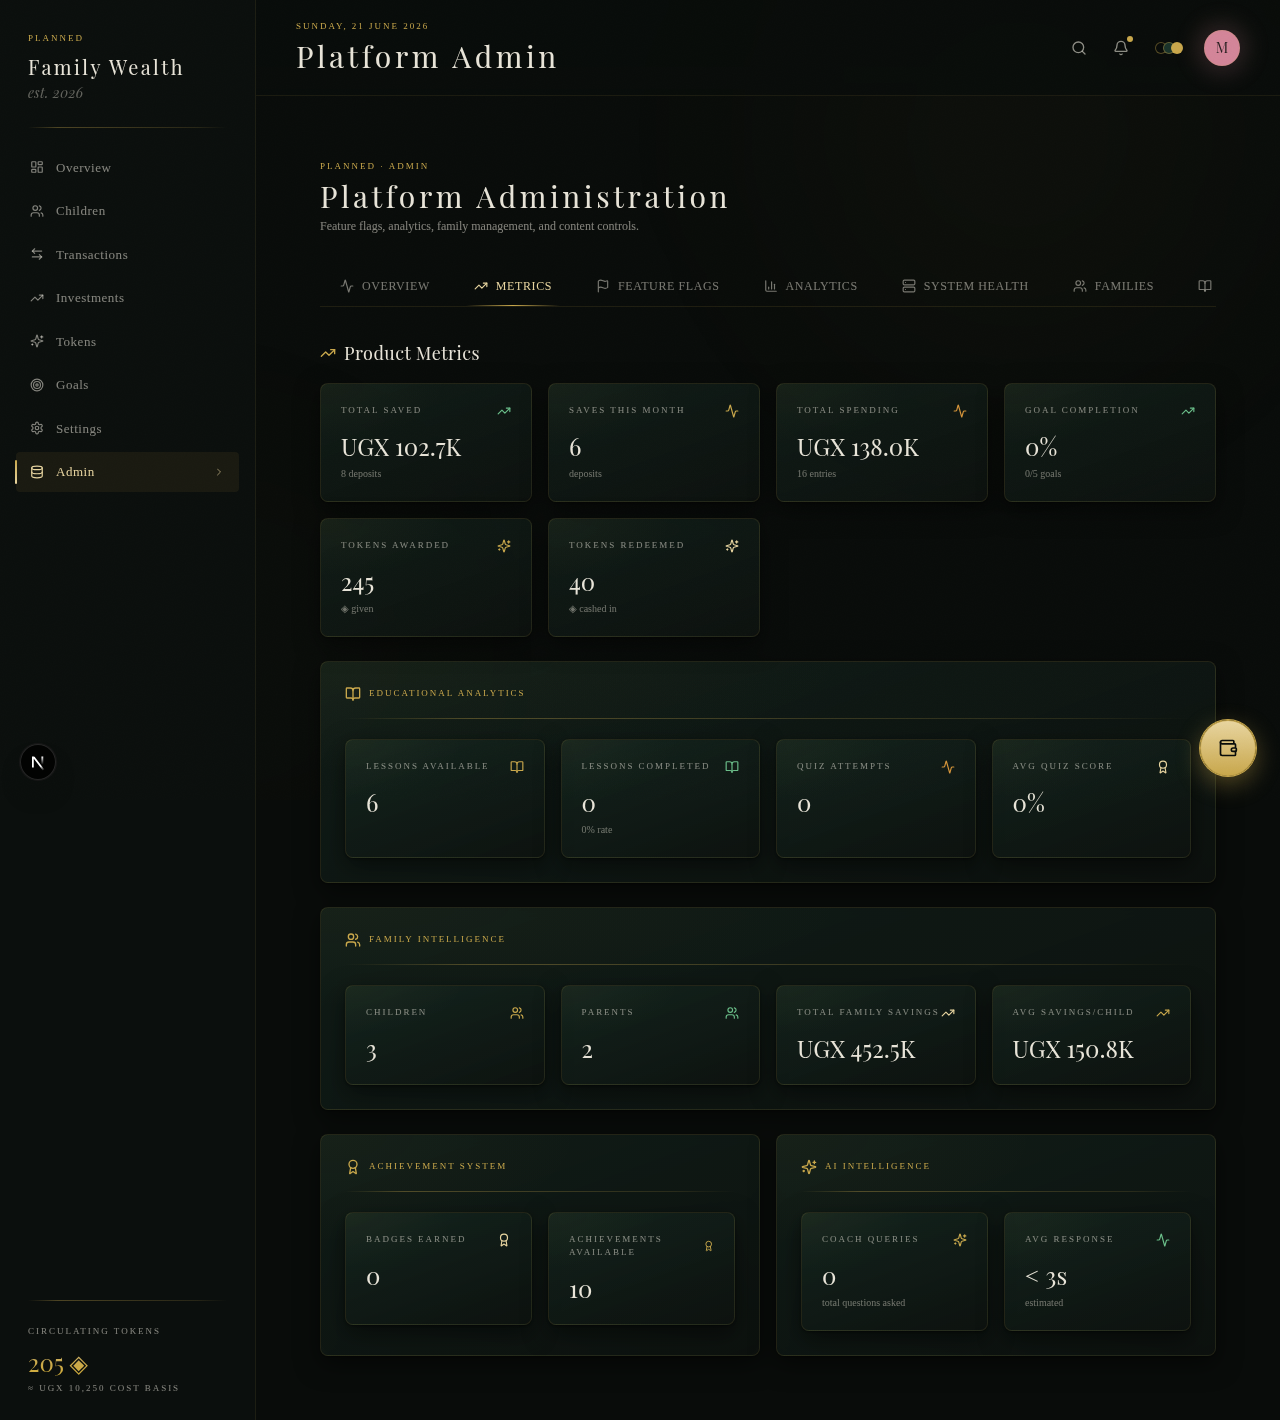 PLANNED
Family Wealth
est. 2026
Overview
Children
Transactions
Investments
Tokens
Goals
Settings
Admin
CIRCULATING TOKENS
205 ◈
≈ UGX 10,250 COST BASIS
SUNDAY, 21 JUNE 2026
Platform Admin
M
PLANNED · ADMIN
Platform Administration
Feature flags, analytics, family management, and content controls.
OVERVIEW METRICS FEATURE FLAGS ANALYTICS SYSTEM HEALTH FAMILIES
Product Metrics
TOTAL SAVED
UGX 102.7K
8 deposits
SAVES THIS MONTH
6
deposits
TOTAL SPENDING
UGX 138.0K
16 entries
GOAL COMPLETION
0%
0/5 goals
TOKENS AWARDED
245
◈ given
TOKENS REDEEMED
40
◈ cashed in
EDUCATIONAL ANALYTICS
LESSONS AVAILABLE
6
LESSONS COMPLETED
0
0% rate
QUIZ ATTEMPTS
0
AVG QUIZ SCORE
0%
FAMILY INTELLIGENCE
CHILDREN
3
PARENTS
2
TOTAL FAMILY SAVINGS
UGX 452.5K
AVG SAVINGS/CHILD
UGX 150.8K
ACHIEVEMENT SYSTEM
BADGES EARNED
0
ACHIEVEMENTS
AVAILABLE
10
AI INTELLIGENCE
COACH QUERIES
0
total questions asked
AVG RESPONSE
< 3s
estimated
N